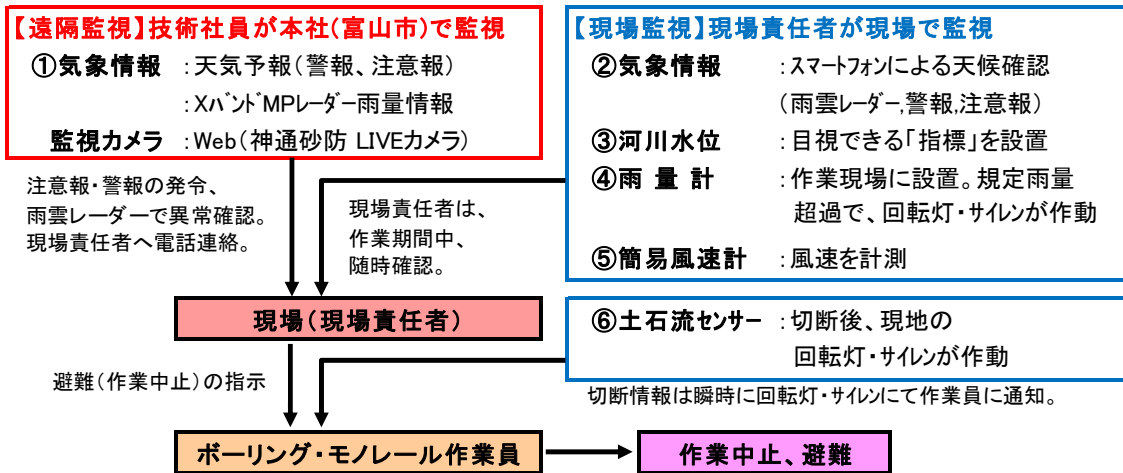 【遠隔監視】技術社員が本社(富山市)で監視
①気象情報 :天気予報(警報、注意報)
:XバンドMPレーダー雨量情報
監視カメラ :Web(神通砂防 LIVEカメラ)
【現場監視】現場責任者が現場で監視
②気象情報 :スマートフォンによる天候確認
(雨雲レーダー,警報,注意報)
③河川水位 :目視できる「指標」を設置
④雨 量 計 :作業現場に設置。規定雨量
超過で、回転灯・サイレンが作動
⑤簡易風速計 :風速を計測
注意報・警報の発令、
雨雲レーダーで異常確認。
現場責任者へ電話連絡。
現場責任者は、
作業期間中、
随時確認。
現場(現場責任者)
⑥土石流センサー :切断後、現地の
回転灯・サイレンが作動
避難(作業中止)の指示
切断情報は瞬時に回転灯・サイレンにて作業員に通知。
ボーリング・モノレール作業員
作業中止、避難